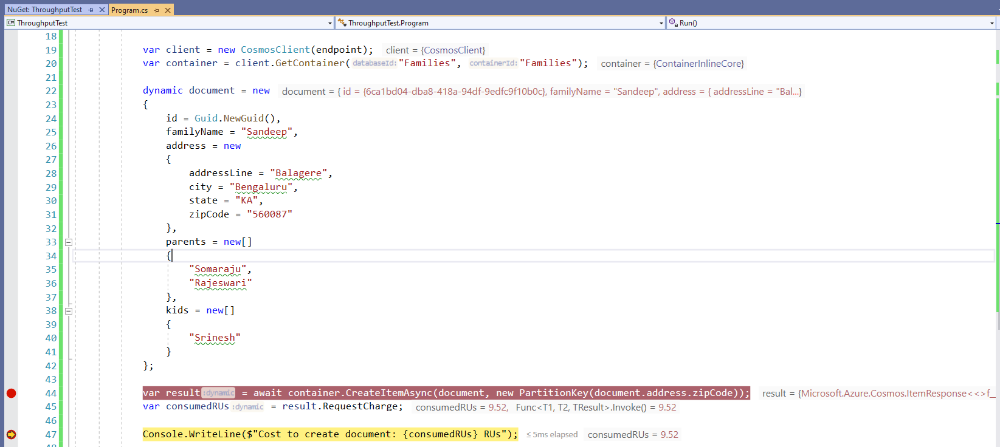 NuGet: ThroughputTest
Program.cs
C# ThroughputTest
ThroughputTest.Program
Run()
18
19 var client = new CosmosClient(endpoint); client = {CosmosClient}
20 var container = client.GetContainer(databaseId: "Families", containerId: "Families"); container = {ContainerInlineCore}
21
22 dynamic document = new document = { id = {6ca1bd04-dba8-418a-94df-9edfc9f10b0c}, familyName = "Sandeep", address = { addressLine = "Bal...}
23 {
24 id = Guid.NewGuid(),
25 familyName = "Sandeep",
26 address = new
27 {
28 addressLine = "Balagere",
29 city = "Bengaluru",
30 state = "KA",
31 zipCode = "560087"
32 },
33 parents = new[]
34 {
35 "Somaraju",
36 "Rajeswari"
37 },
38 kids = new[]
39 {
40 "Srinesh"
41 }
42 };
43
44 var result :dynamic = await container.CreateItemAsync(document, new PartitionKey(document.address.zipCode)); result = {Microsoft.Azure.Cosmos.ItemResponse<<>f_
45 var consumedRUs :dynamic = result.RequestCharge; consumedRUs = 9.52, Func<T1, T2, TResult>.Invoke() = 9.52
46
47 Console.WriteLine($"Cost to create document: {consumedRUs} RUs"); ≤ 5ms elapsed consumedRUs = 9.52
48